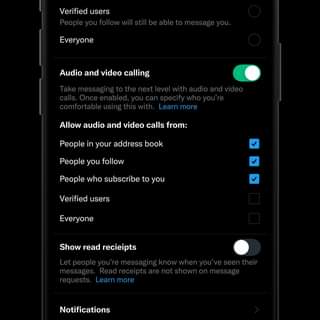 Verified users
People you follow will still be able to message you.
Everyone
Audio and video calling
Take messaging to the next level with audio and video
calls. Once enabled, you can specify who you're
comfortable using this with. Learn more
Allow audio and video calls from:
People in your address book
People you follow
People who subscribe to you
Verified users
Everyone
Show read reciepts
Let people you're messaging know when you've seen their
messages. Read receipts are not shown on message
requests. Learn more
Notifications